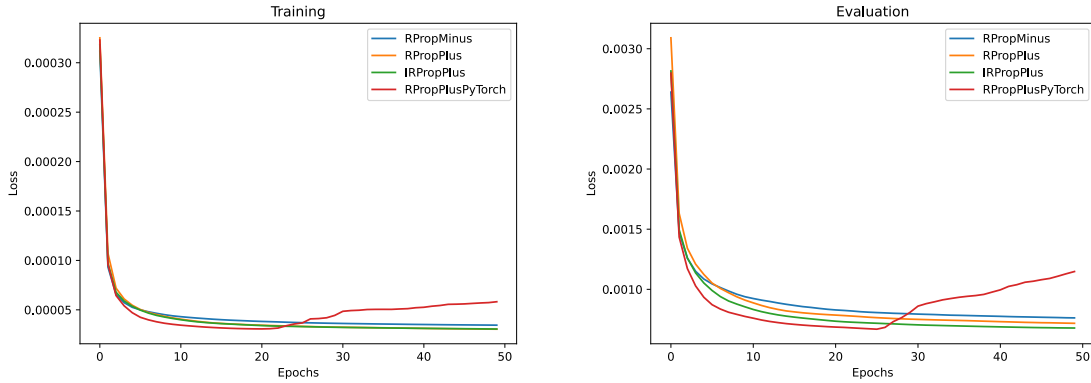 Training
Loss
0.00030
0.00025
0.00020
0.00015
0.00010
0.00005
0
10
20
30
40
50
Epochs
RPropMinus
RPropPlus
IRPropPlus
RPropPlusPyTorch
Evaluation
Loss
0.0030
0.0025
0.0020
0.0015
0.0010
0
10
20
30
40
50
Epochs
RPropMinus
RPropPlus
IRPropPlus
RPropPlusPyTorch